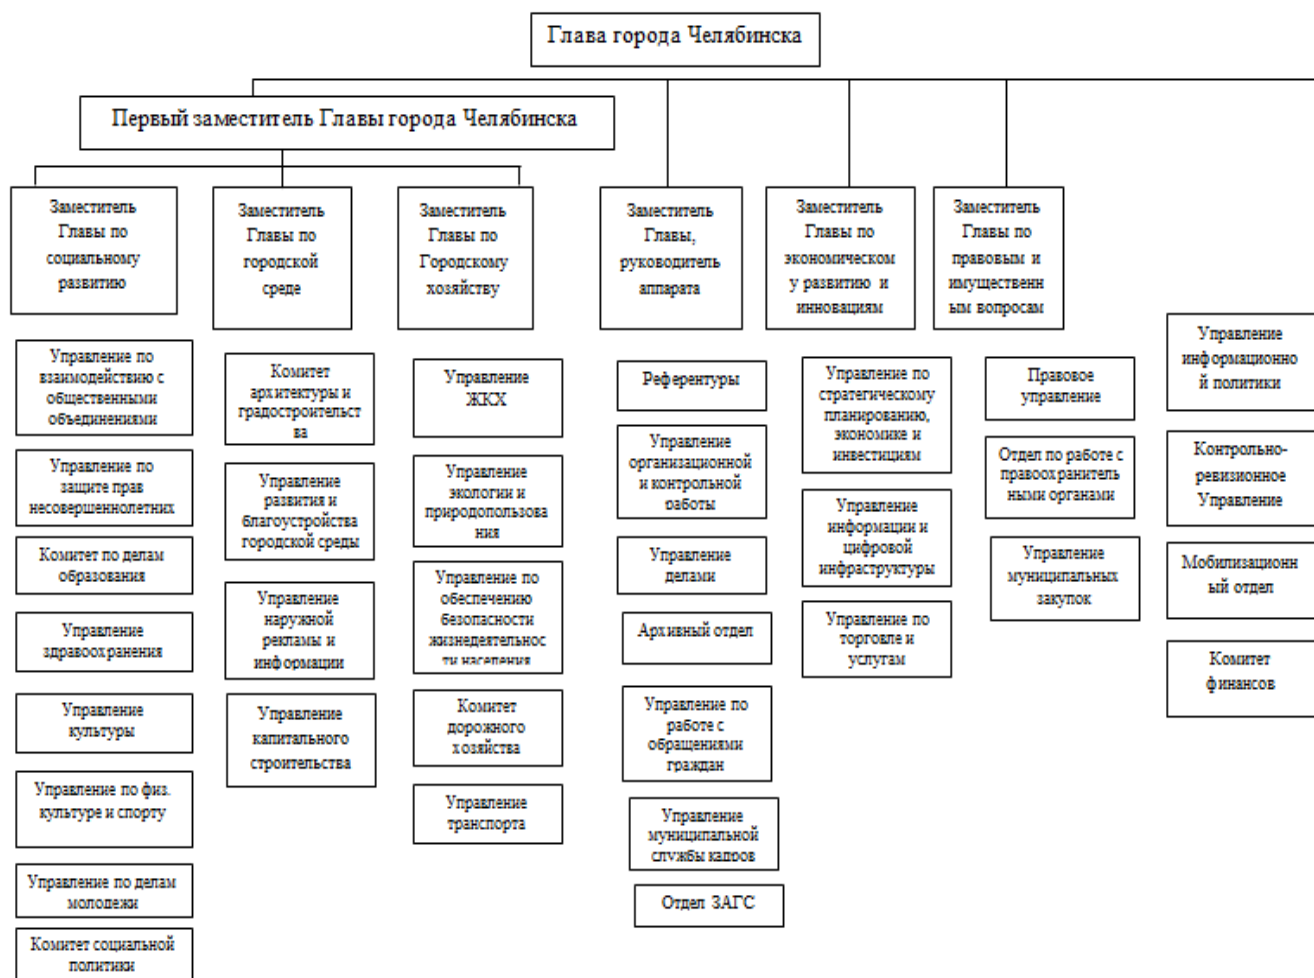 Глава города Челябинска
Первый заместитель Главы города Челябинска
Заместитель
Главы по
социальному
развитию
Заместитель
Главы по
городской
среде
Заместитель
Главы по
Городскому
хозяйству
Заместитель
Главы,
руководитель
аппарата
Заместитель
Главы по
экономическом
у развитию и
инновациям
Заместитель
Главы по
правовым и
имущественн
ым вопросам
Управление по
взаимодействию с
общественными
объединениями
Управление по
защите прав
несовершеннолетних
Комитет по делам
образования
Управление
здравоохранения
Управление
культуры
Управление по физ.
культуре и спорту
Управление по делам
молодежи
Комитет социальной
политики
Комитет
архитектуры и
градостроительст
ва
Управление
развития и
благоустройства
городской среды
Управление
наружной
рекламы и
информации
Управление
капитального
строительства
Управление
ЖКХ
Управление
экологии и
природопользова
ния
Управление по
обеспечению
безопасности
жизнедеятельнос
ти населения
Комитет
дорожного
хозяйства
Управление
транспорта
Референтуры
Управление
организационной
и контрольной
работы
Управление
делами
Архивный отдел
Управление по
работе с
обращениями
граждан
Управление
муниципальной
службы кадров
Отдел ЗАГС
Управление по
стратегическому
планированию,
экономике и
инвестициям
Управление
информации и
цифровой
инфраструктуры
Управление по
торговле и
услугам
Правовое
управление
Отдел по работе с
правоохранитель
ными органами
Управление
муниципальных
закупок
Управление
информационно
й политики
Контрольно-
ревизионное
Управление
Мобилизационн
ый отдел
Комитет
финансов